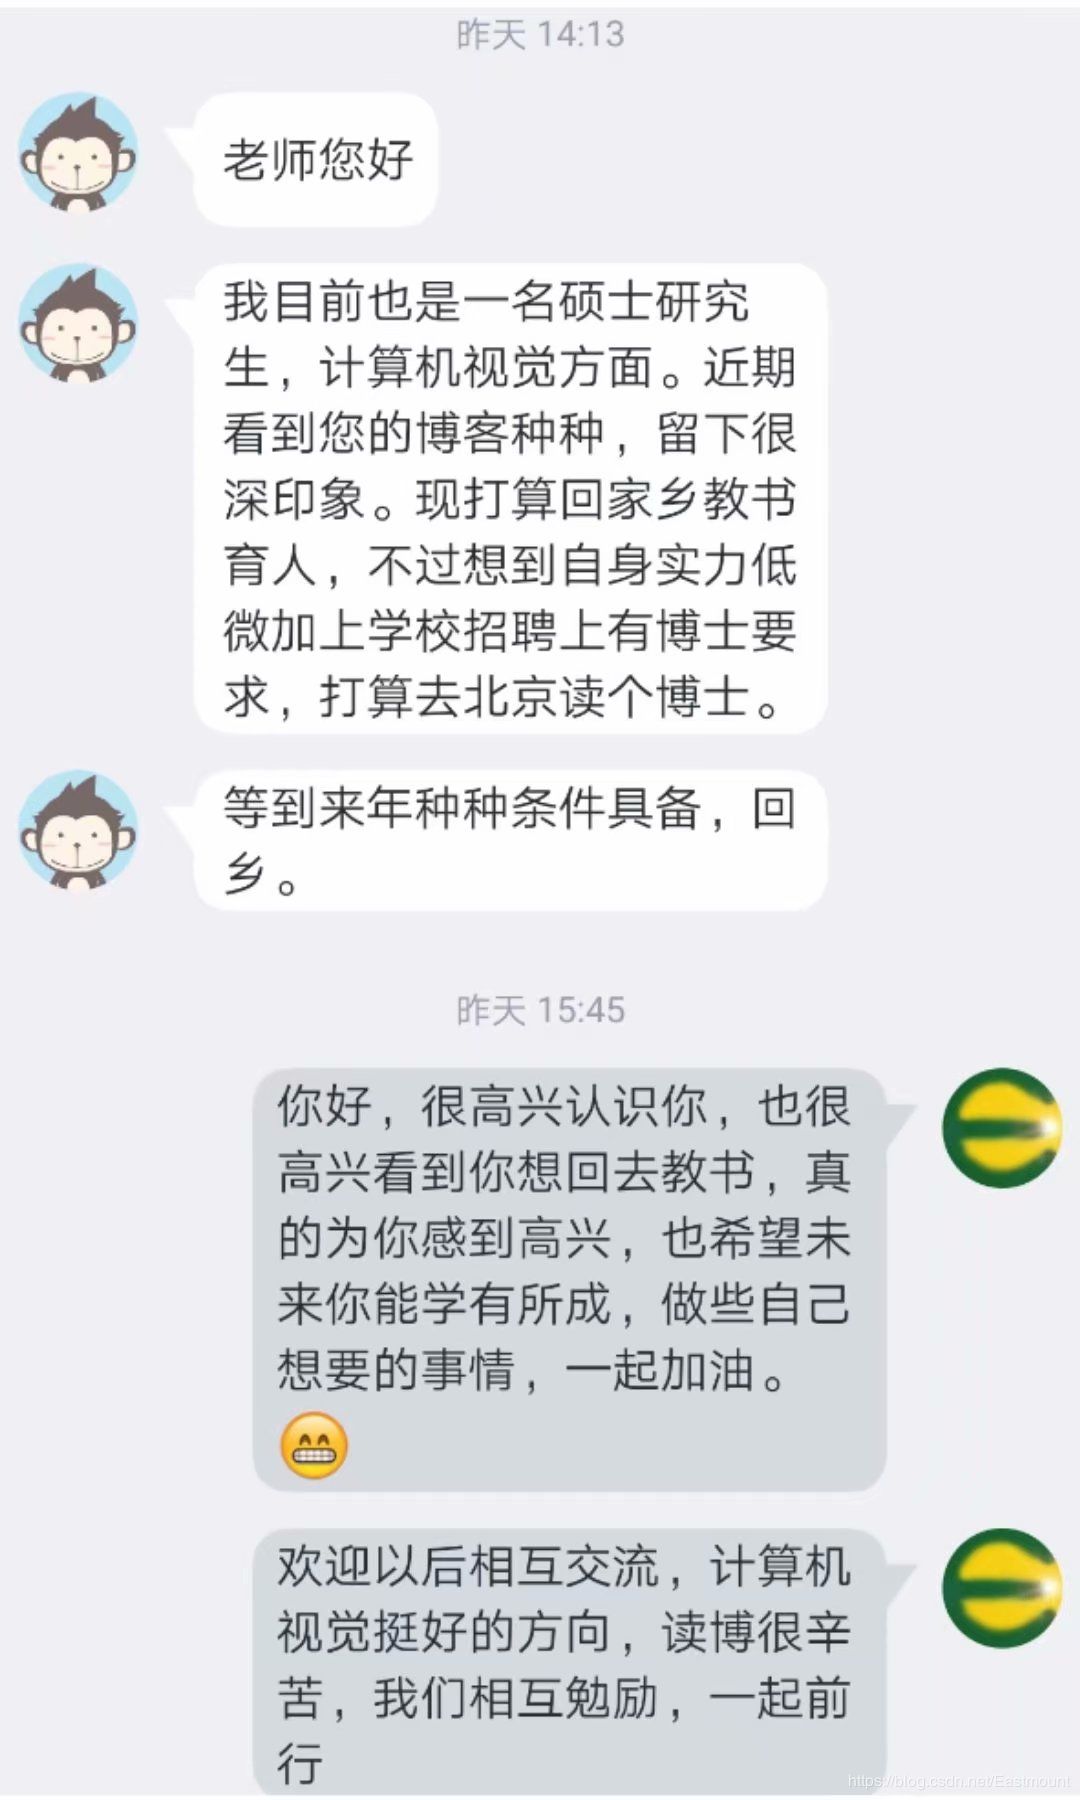 昨天 14:13
老师您好
我目前也是一名硕士研究
生，计算机视觉方面。近期
看到您的博客种种，留下很
深印象。现打算回家乡教书
育人，不过想到自身实力低
微加上学校招聘上有博士要
求，打算去北京读个博士。
等到来年种种条件具备，回
乡。
昨天 15:45
你好，很高兴认识你，也很
高兴看到你想回去教书，真
的为你感到高兴，也希望未
来你能学有所成，做些自己
想要的事情，一起加油。
😁
欢迎以后相互交流，计算机
视觉挺好的方向，读博很辛
苦，我们相互勉励，一起前
行
https://blog.csdn.net/Eastmount